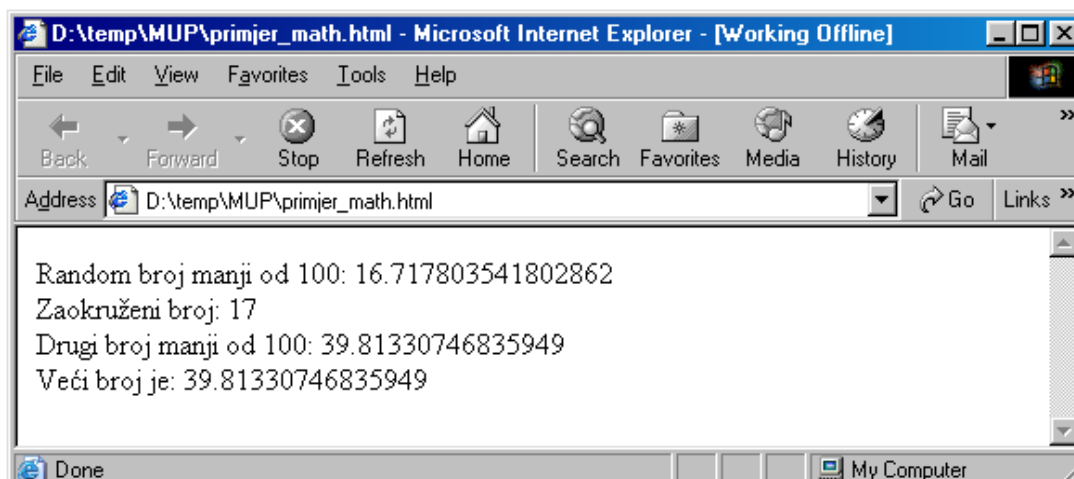 D:\temp\MUP\primjer_math.html - Microsoft Internet Explorer - [Working Offline]
File Edit View Favorites Tools Help
Back Forward Stop Refresh Home Search Favorites Media History Mail »
Address D:\temp\MUP\primjer_math.html Go Links »
Random broj manji od 100: 16.717803541802862
Zaokruženi broj: 17
Drugi broj manji od 100: 39.81330746835949
Veći broj je: 39.81330746835949
Done My Computer